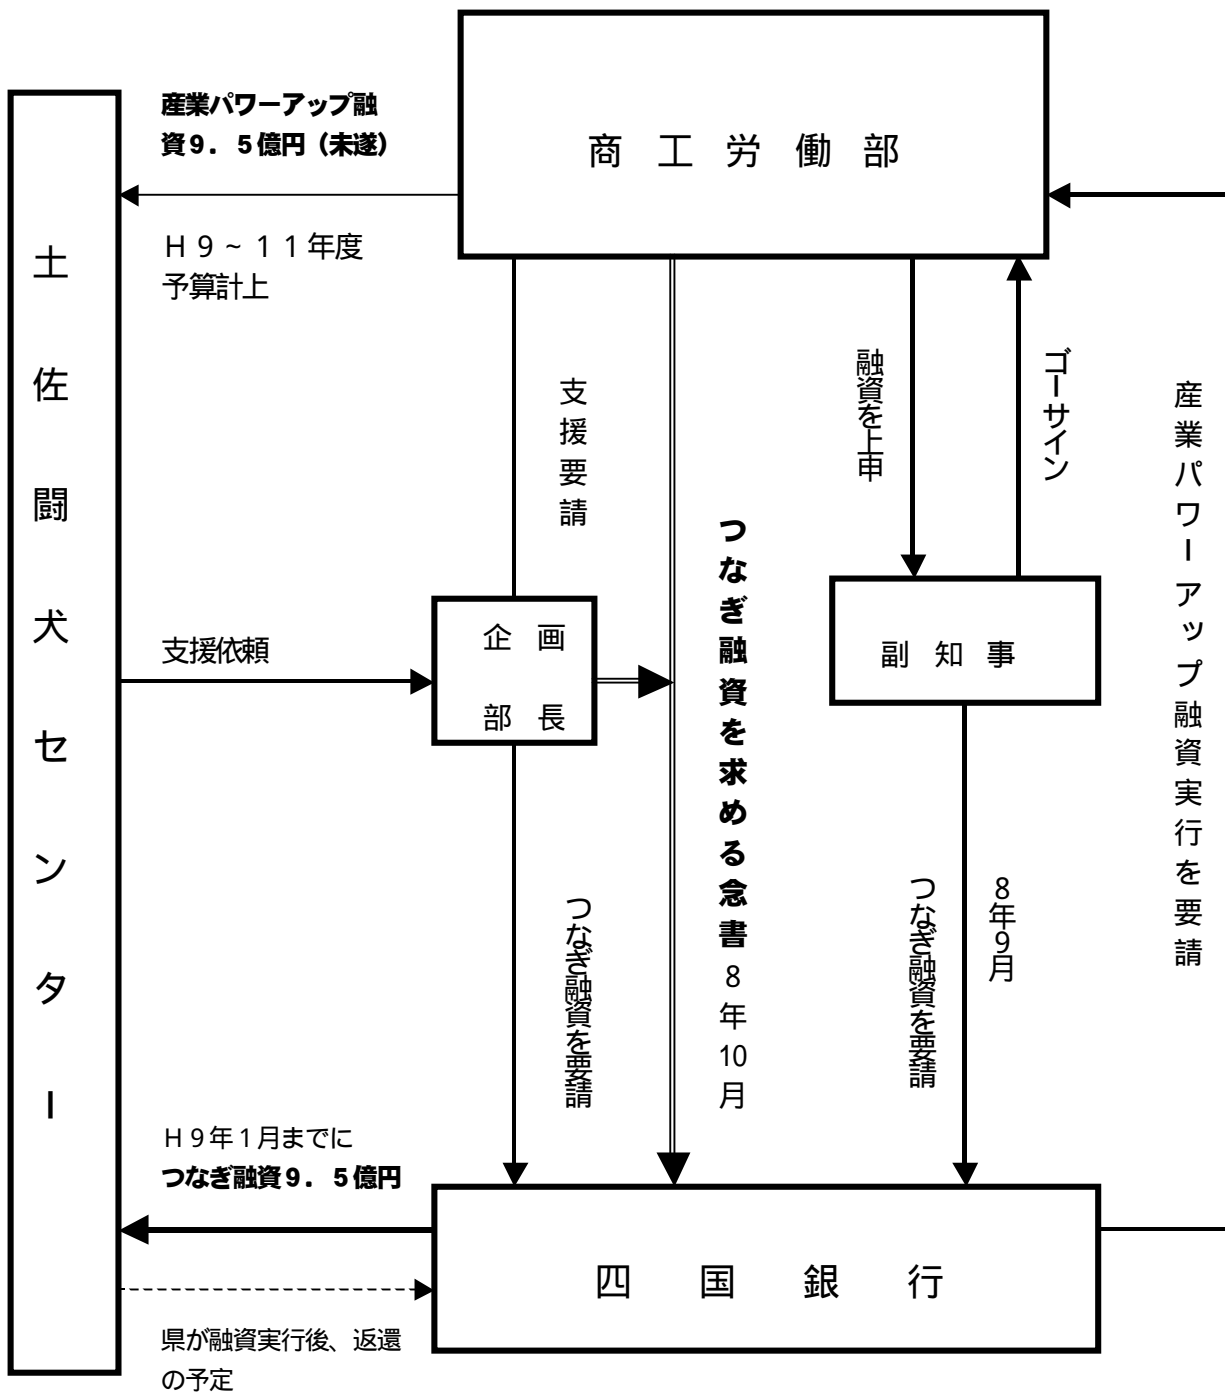 商工労働部
産業パワーアップ融
資９．５億円（未遂）
Ｈ９～１１年度
予算計上
土佐闘犬センター
支援要請
融資を上申
ゴーサイン
産業パワーアップ融資実行を要請
つなぎ融資を求める念書８年10月
支援依頼
企画
部長
副知事
つなぎ融資を要請
つなぎ融資を要請
８年９月
Ｈ９年１月までに
つなぎ融資９．５億円
四国銀行
県が融資実行後、返還
の予定